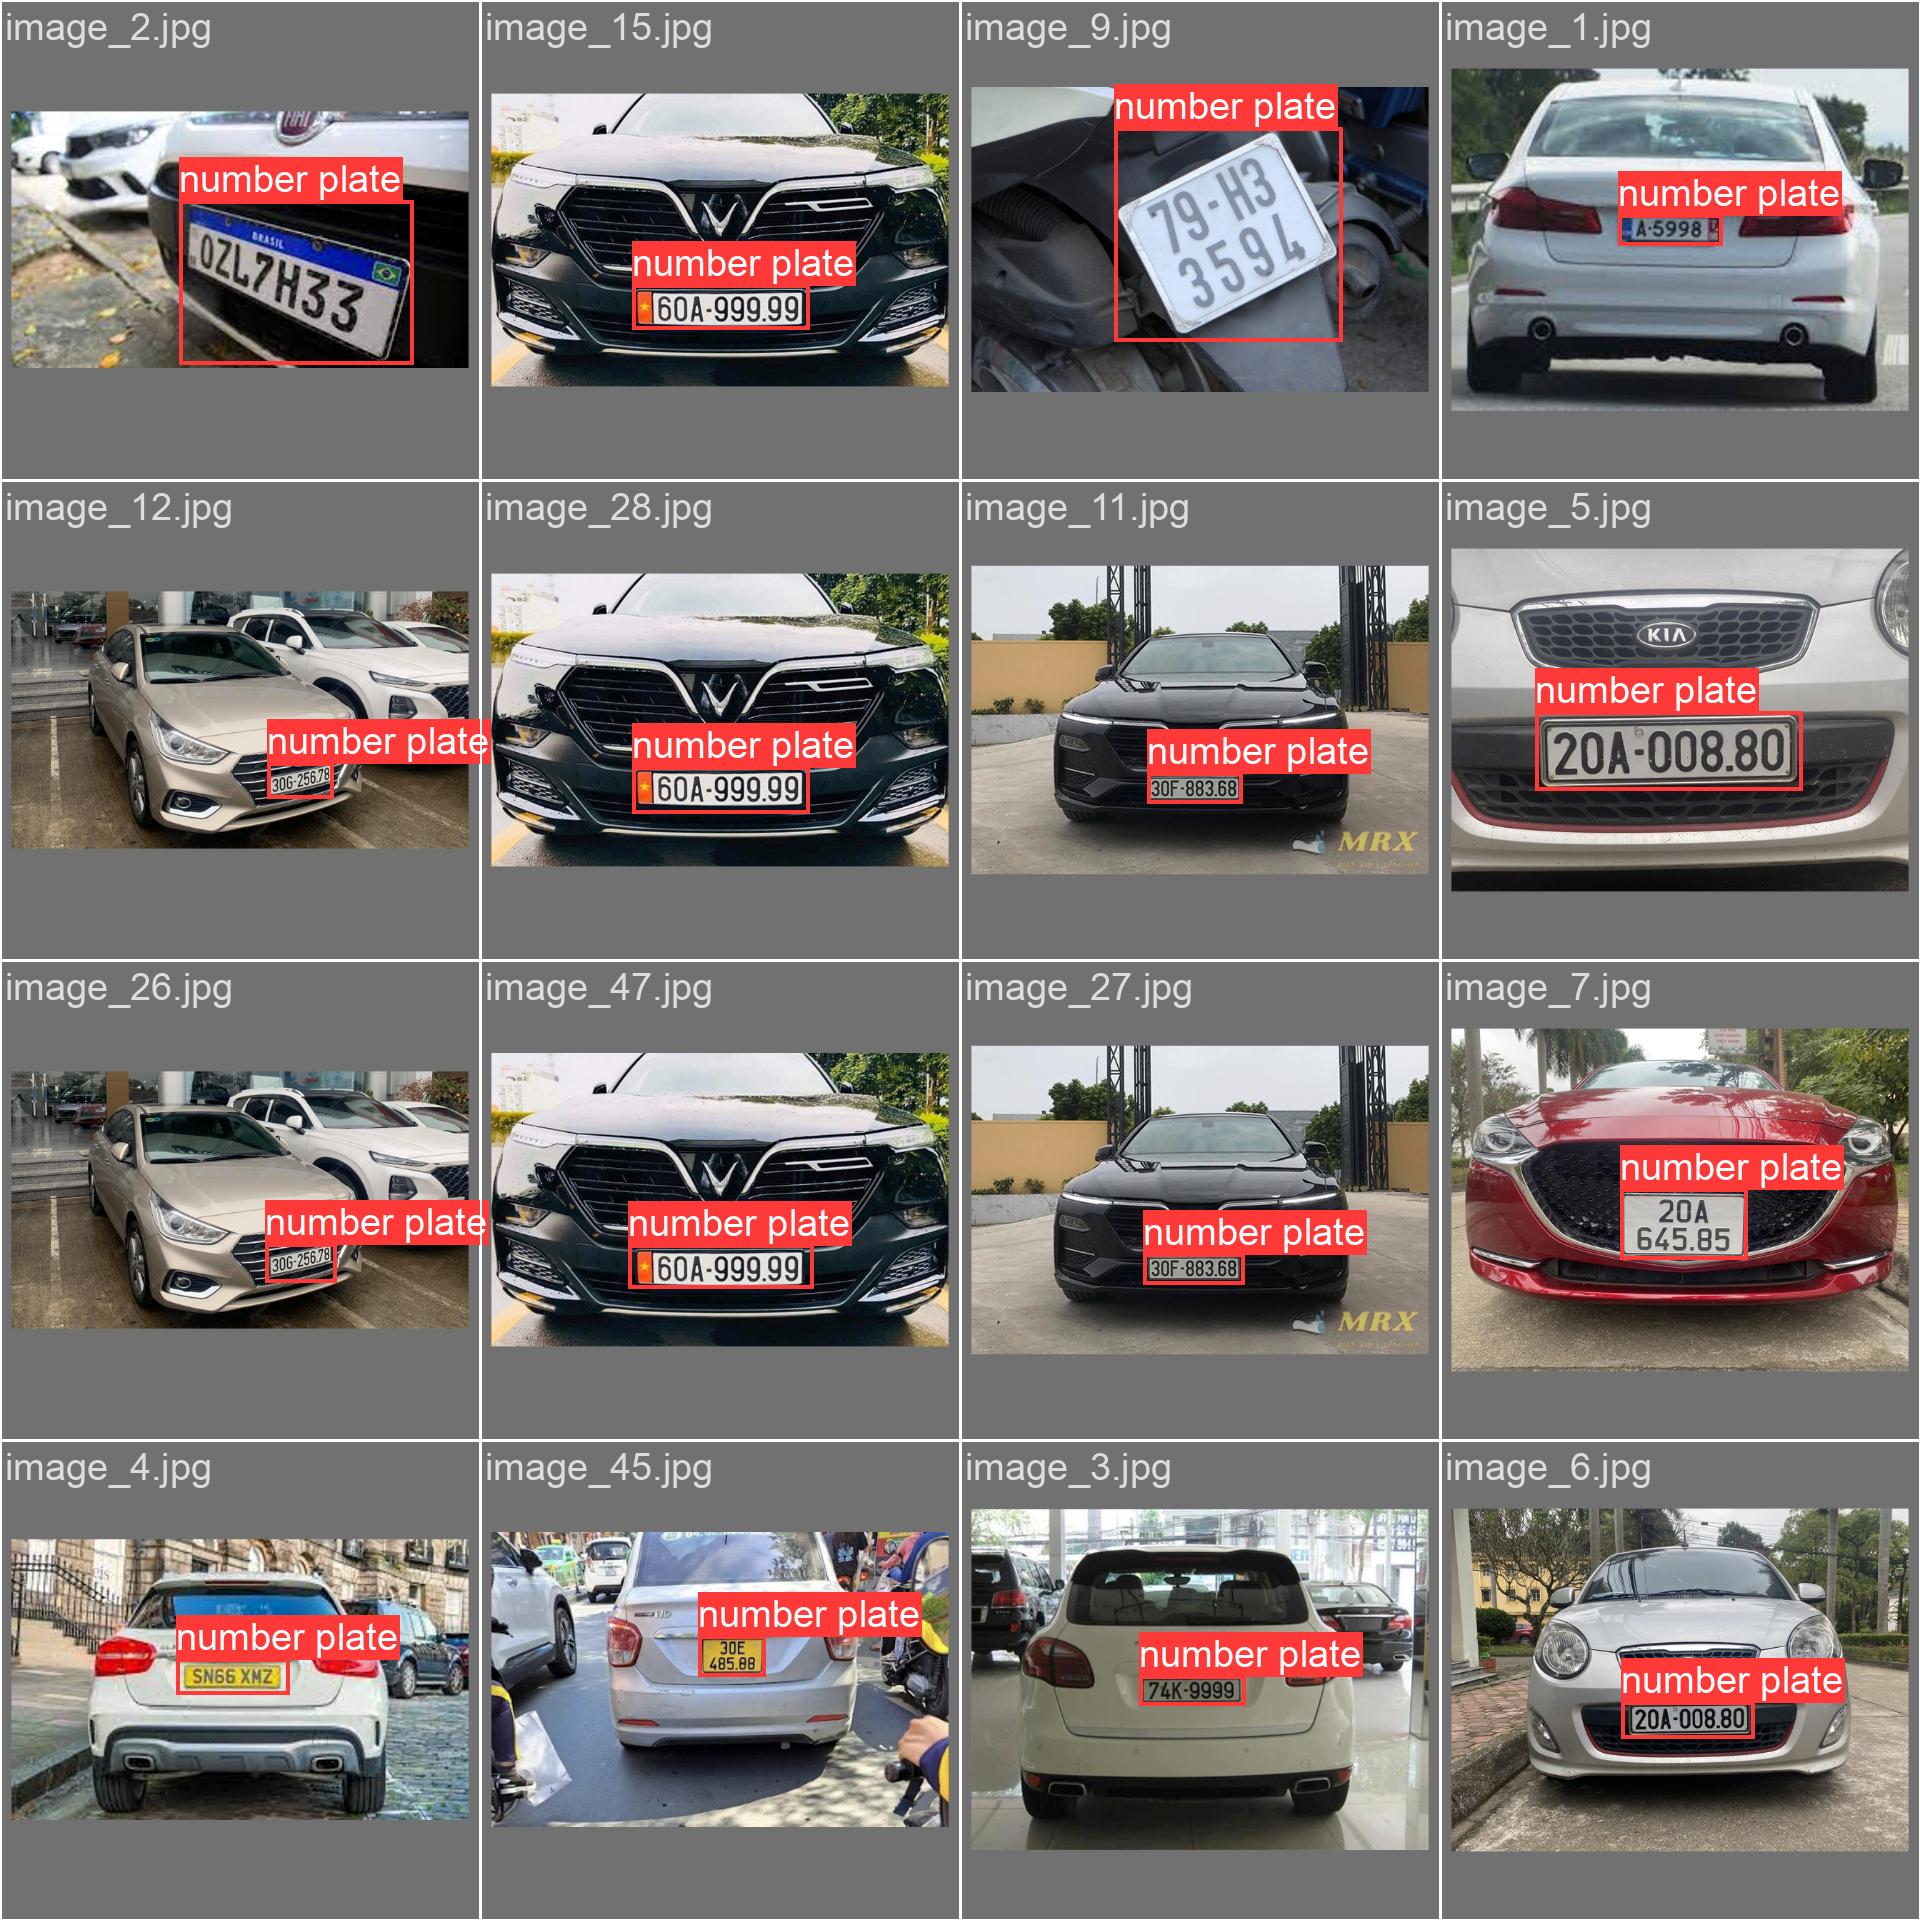 image_2.jpg
number plate
BRASIL
OZL7H33
image_15.jpg
number plate
60A-999.99
image_9.jpg
number plate
79-H3
3594
image_1.jpg
number plate
A·5998
image_12.jpg
number plate
30G-256.78
image_28.jpg
number plate
60A-999.99
image_11.jpg
number plate
30F-883.68
MRX
image_5.jpg
KIA
number plate
20A-008.80
image_26.jpg
number plate
30G-256.78
image_47.jpg
number plate
60A-999.99
image_27.jpg
number plate
30F-883.68
MRX
image_7.jpg
number plate
20A
645.85
image_4.jpg
number plate
SN66 XMZ
image_45.jpg
number plate
30E
485.88
image_3.jpg
number plate
74K-9999
image_6.jpg
number plate
20A-008.80